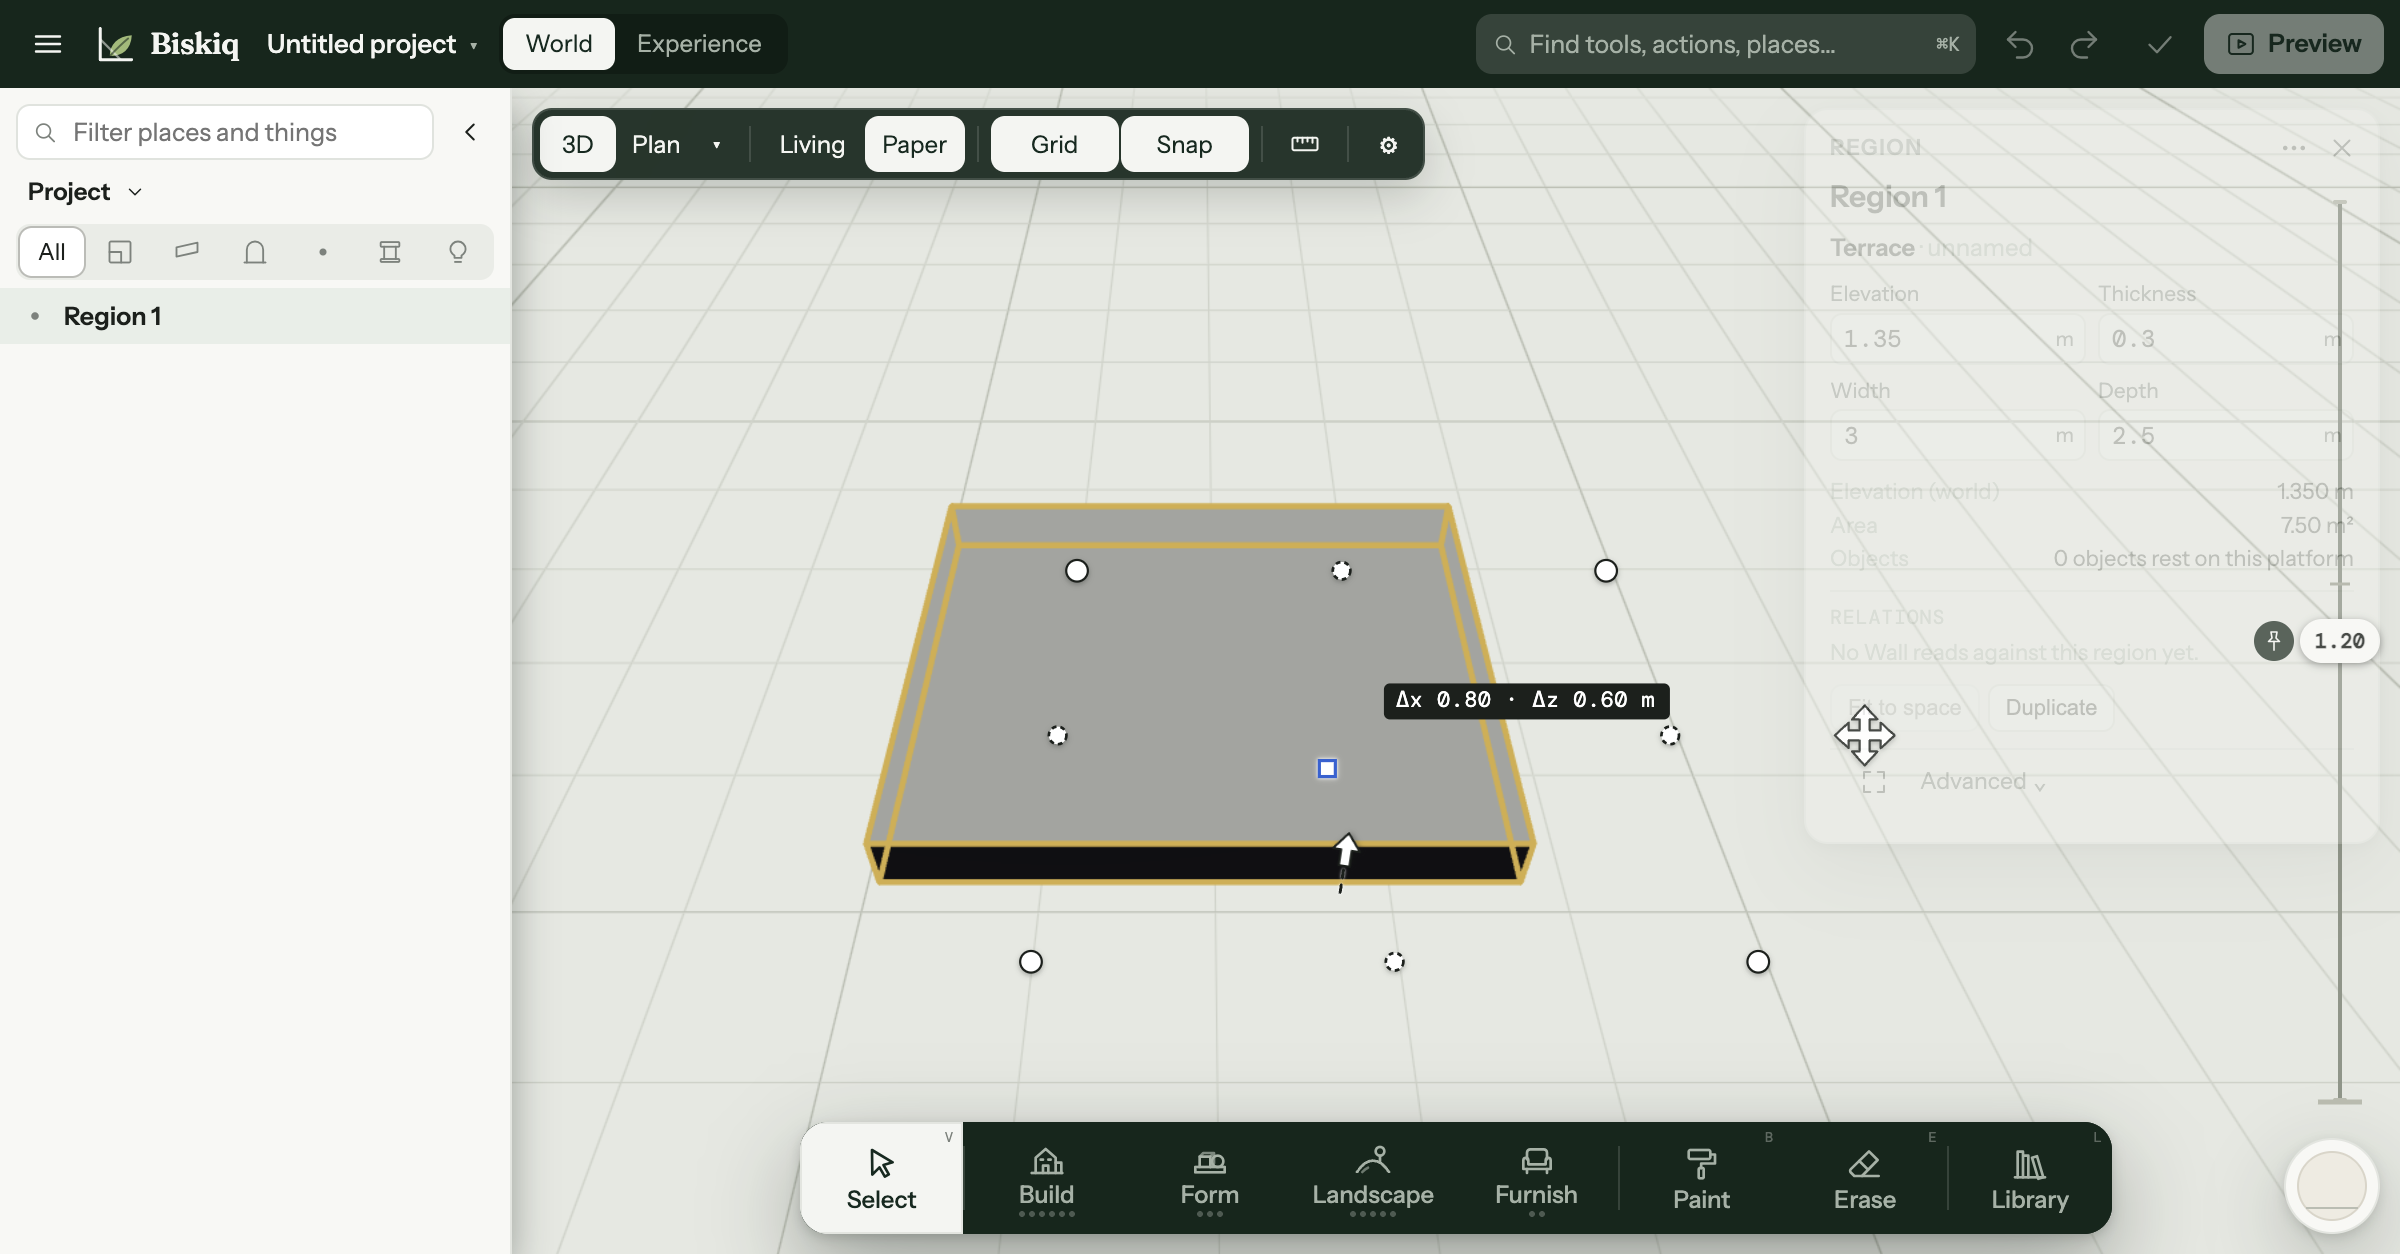 Biskiq
Untitled project
World
Experience
Find tools, actions, places...
⌘K
Preview
Filter places and things
Project
All
Region 1
3D
Plan
Living
Paper
Grid
Snap
REGION
Region 1
Terrace · unnamed
Elevation
Thickness
1.35 m
0.3 m
Width
Depth
3 m
2.5 m
Elevation (world) 1.350 m
Area 7.50 m²
Objects 0 objects rest on this platform
RELATIONS
No Wall reads against this region yet.
1.20
Δx 0.80 · Δz 0.60 m
Fit to space
Duplicate
Advanced
Select
V
Build
Form
Landscape
Furnish
Paint
B
Erase
E
Library
L